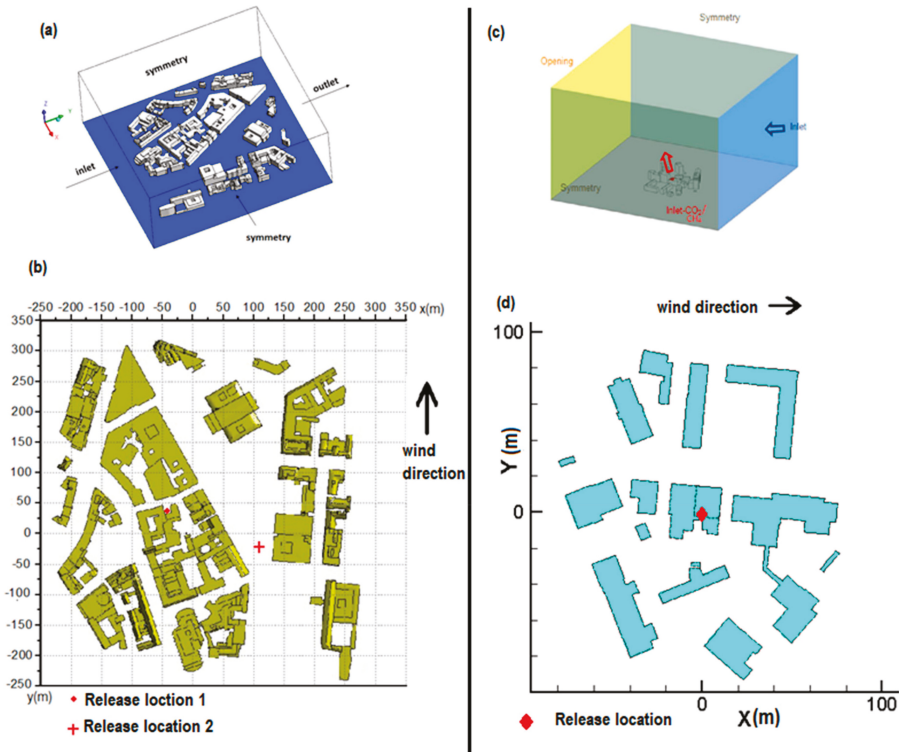 (a)
symmetry
outlet
Z
Y
X
inlet
symmetry
(b)
-250 -200 -150 -100 -50 0 50 100 150 200 250 300 350 x(m)
350
300
250
200
150
100
50
0
-50
-100
-150
-200
-250
y(m)
wind
direction
Release loction 1
Release location 2
(c)
Symmetry
Opening
Inlet
Symmetry
Inlet-CO2/
CH4
(d)
wind direction
100
Y (m)
0
0
100
X(m)
Release location